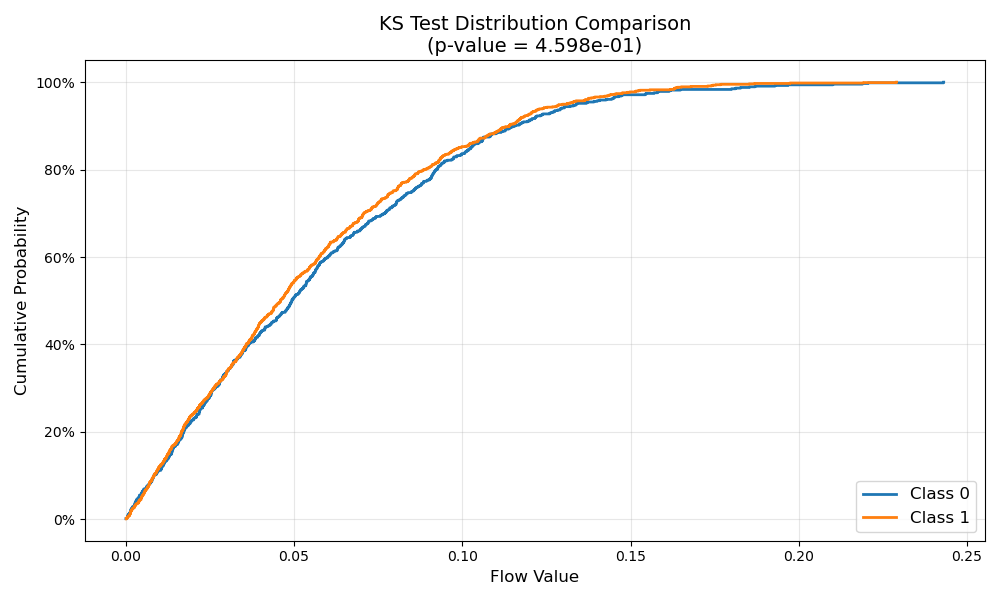 KS Test Distribution Comparison
(p-value = 4.598e-01)
Cumulative Probability
100%
80%
60%
40%
20%
0%
0.00 0.05 0.10 0.15 0.20 0.25
Flow Value
Class 0
Class 1